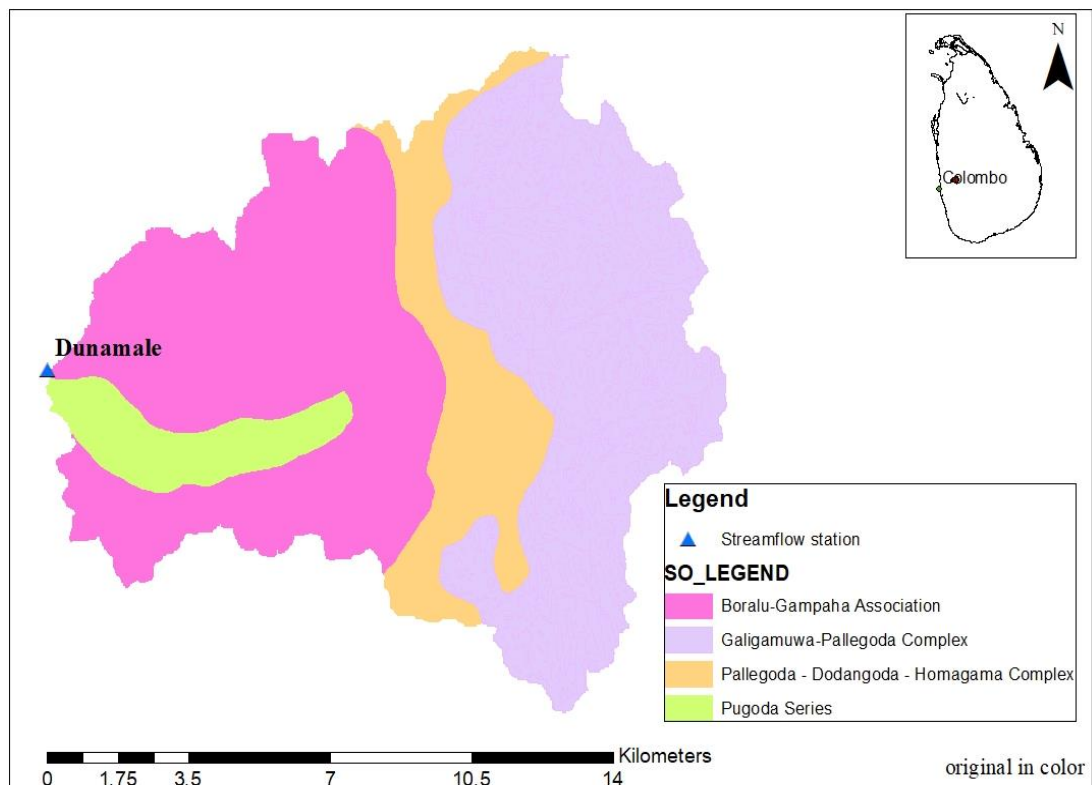 N
Colombo
Dunamale
Legend
Streamflow station
SO_LEGEND
Boralu-Gampaha Association
Galigamuwa-Pallegoda Complex
Pallegoda - Dodangoda - Homagama Complex
Pugoda Series
Kilometers
0 1.75 3.5 7 10.5 14
original in color